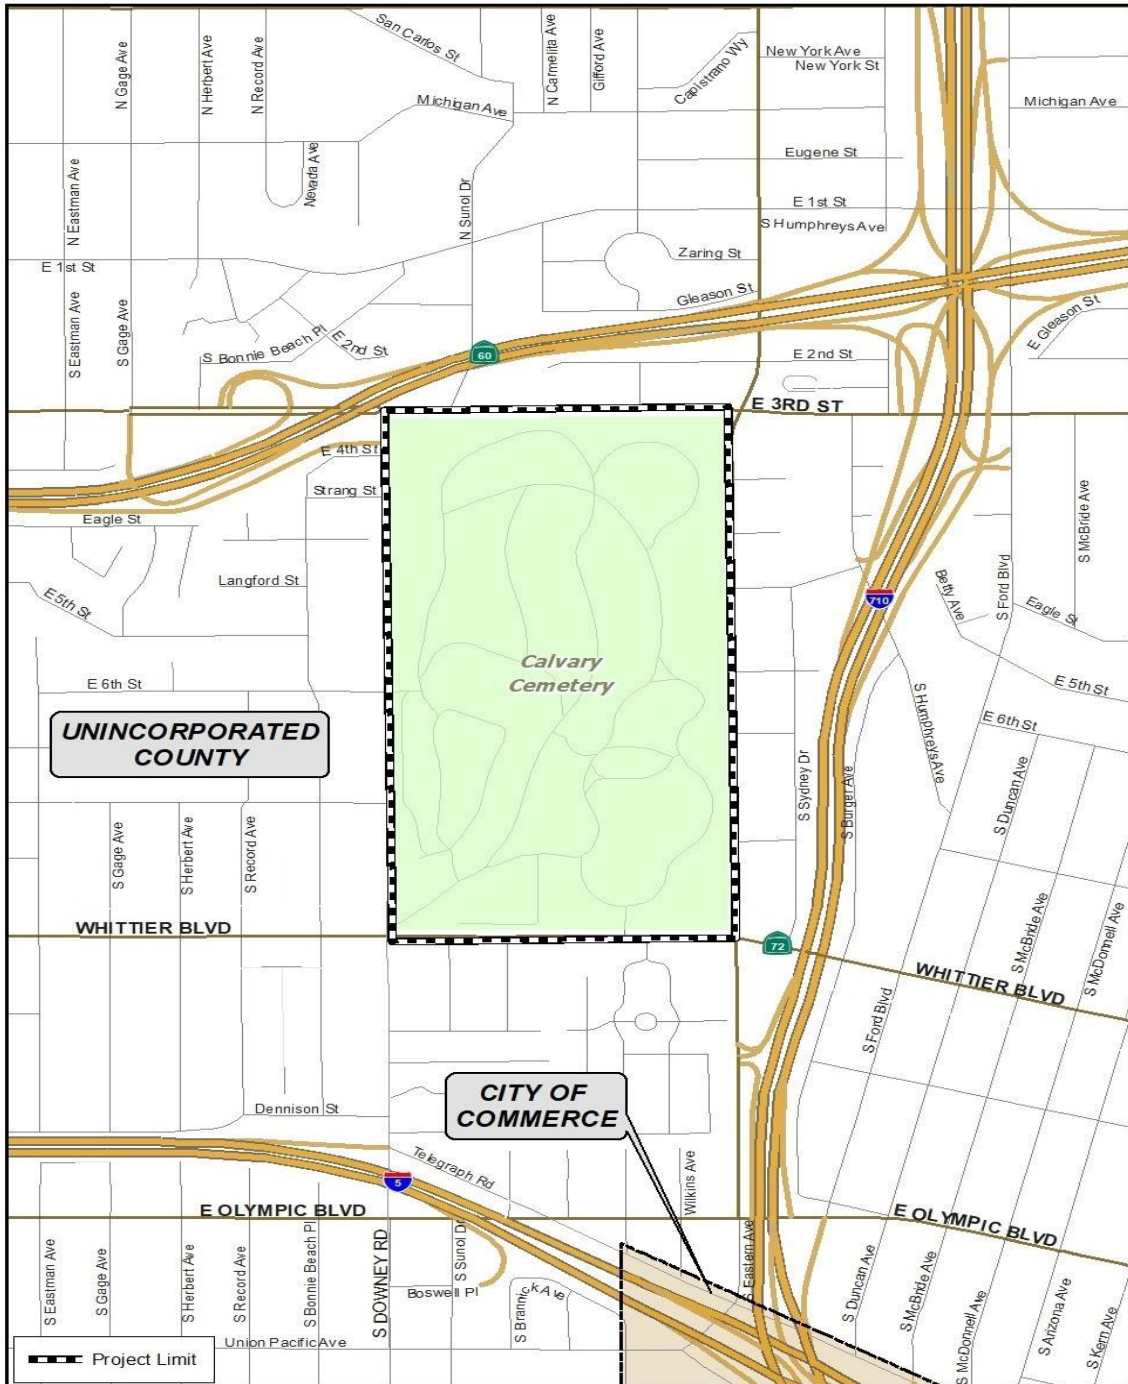 San Carlos St
N Gage Ave
N Herbert Ave
N Record Ave
N Carmelita Ave
Gifford Ave
Capistrano Wy
New York Ave
New York St
Michigan Ave
Michigan Ave
Nevada Ave
Eugene St
N Eastman Ave
N Sunol Dr
E 1st St
S Humphreys Ave
Zaring St
E 1st St
Gleason St
S Eastman Ave
S Gage Ave
S Bonnie Beach Pl
E 2nd St
60
E 2nd St
E Gleason St
E 3RD ST
E 4th St
Strang St
Eagle St
S McBride Ave
Langford St
E 5th St
710
Betty Ave
S Ford Blvd
Eagle St
Calvary
Cemetery
E 6th St
E 5th St
UNINCORPORATED
COUNTY
S Humphreys Ave
E 6th St
S Sydney Dr
S Burger Ave
S Duncan Ave
S Gage Ave
S Herbert Ave
S Record Ave
WHITTIER BLVD
72
WHITTIER BLVD
S McBride Ave
S McDonnell Ave
S Ford Blvd
CITY OF
COMMERCE
Dennison St
Telegraph Rd
5
Wilkins Ave
E OLYMPIC BLVD
E OLYMPIC BLVD
S Eastman Ave
S Gage Ave
S Herbert Ave
S Record Ave
S Bonnie Beach Pl
S DOWNEY RD
S Sunol Dr
Boswell Pl
S Brannick Ave
S Eastern Ave
S Duncan Ave
S McBride Ave
S McDonnell Ave
S Arizona Ave
S Kern Ave
Union Pacific Ave
Project Limit